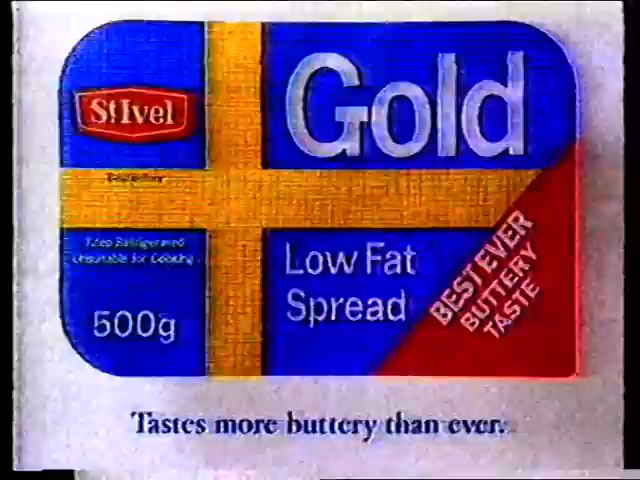 St Ivel
Gold
Keep Refrigerated
Unsuitable for Cooking
500g
Low Fat
Spread
BEST EVER
BUTTERY
TASTE
Tastes more buttery than ever.